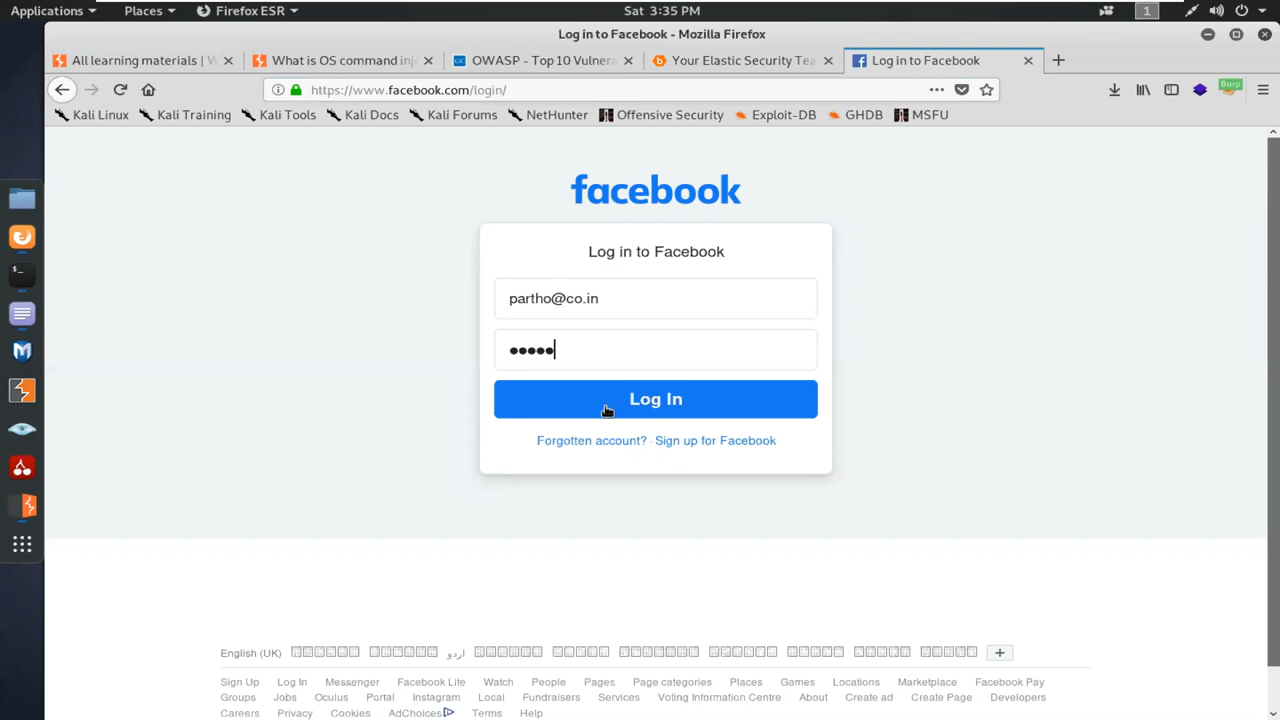 Applications Places Firefox ESR Sat 3:35 PM 1
Log in to Facebook - Mozilla Firefox
All learning materials | W What is OS command inje OWASP - Top 10 Vulnera Your Elastic Security Tea Log in to Facebook
https://www.facebook.com/login/ Burp
Kali Linux Kali Training Kali Tools Kali Docs Kali Forums NetHunter Offensive Security Exploit-DB GHDB MSFU
facebook
Log in to Facebook
partho@co.in
•••••
Log In
Forgotten account? · Sign up for Facebook
English (UK) اردو +
Sign Up Log In Messenger Facebook Lite Watch People Pages Page categories Places Games Locations Marketplace Facebook Pay
Groups Jobs Oculus Portal Instagram Local Fundraisers Services Voting Information Centre About Create ad Create Page Developers
Careers Privacy Cookies AdChoices Terms Help